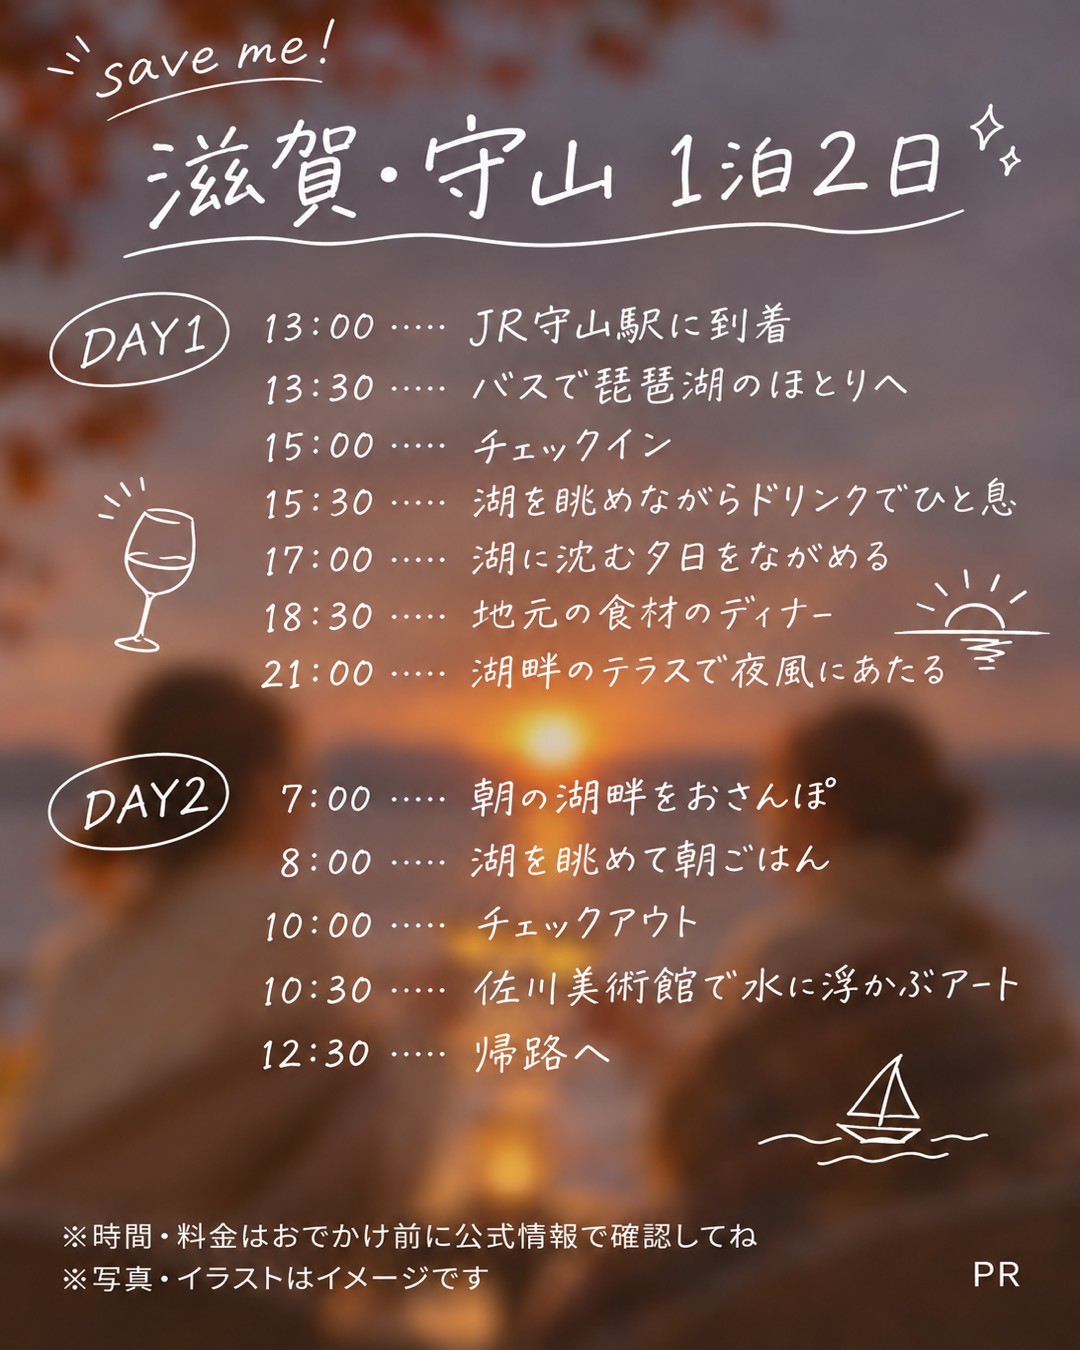 save me!
滋賀・守山 1泊2日
DAY1
13:00 ····· JR守山駅に到着
13:30 ····· バスで琵琶湖のほとりへ
15:00 ····· チェックイン
15:30 ····· 湖を眺めながらドリンクでひと息
17:00 ····· 湖に沈む夕日をながめる
18:30 ····· 地元の食材のディナー
21:00 ····· 湖畔のテラスで夜風にあたる
DAY2
7:00 ····· 朝の湖畔をおさんぽ
8:00 ····· 湖を眺めて朝ごはん
10:00 ····· チェックアウト
10:30 ····· 佐川美術館で水に浮かぶアート
12:30 ····· 帰路へ
※時間・料金はおでかけ前に公式情報で確認してね
※写真・イラストはイメージです
PR